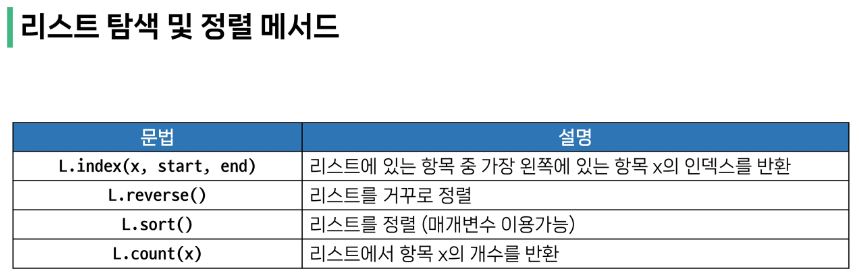 리스트 탐색 및 정렬 메서드
문법 설명
L.index(x, start, end) 리스트에 있는 항목 중 가장 왼쪽에 있는 항목 x의 인덱스를 반환
L.reverse() 리스트를 거꾸로 정렬
L.sort() 리스트를 정렬 (매개변수 이용가능)
L.count(x) 리스트에서 항목 x의 개수를 반환